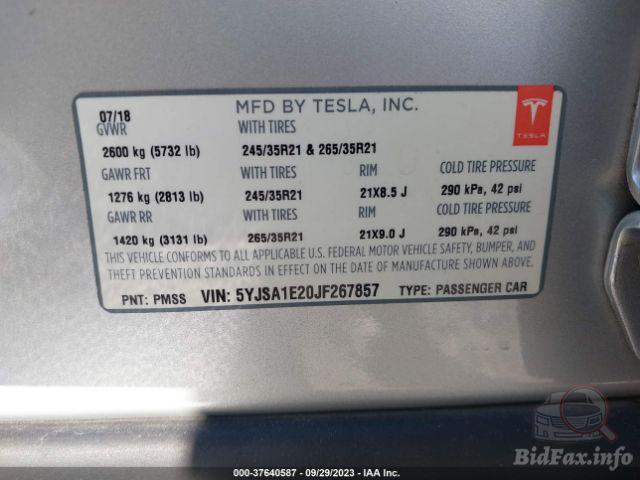 07/18 MFD BY TESLA, INC.
GVWR WITH TIRES
2600 kg (5732 lb) 245/35R21 & 265/35R21
GAWR FRT WITH TIRES RIM COLD TIRE PRESSURE
1276 kg (2813 lb) 245/35R21 21X8.5 J 290 kPa, 42 psi
GAWR RR WITH TIRES RIM COLD TIRE PRESSURE
1420 kg (3131 lb) 265/35R21 21X9.0 J 290 kPa, 42 psi
THIS VEHICLE CONFORMS TO ALL APPLICABLE U.S. FEDERAL MOTOR VEHICLE SAFETY, BUMPER, AND
THEFT PREVENTION STANDARDS IN EFFECT ON THE DATE OF MANUFACTURE SHOWN ABOVE.
PNT: PMSS VIN: 5YJSA1E20JF267857 TYPE: PASSENGER CAR
TESLA
BidFax.info
000-37640587 - 09/29/2023 - IAA Inc.